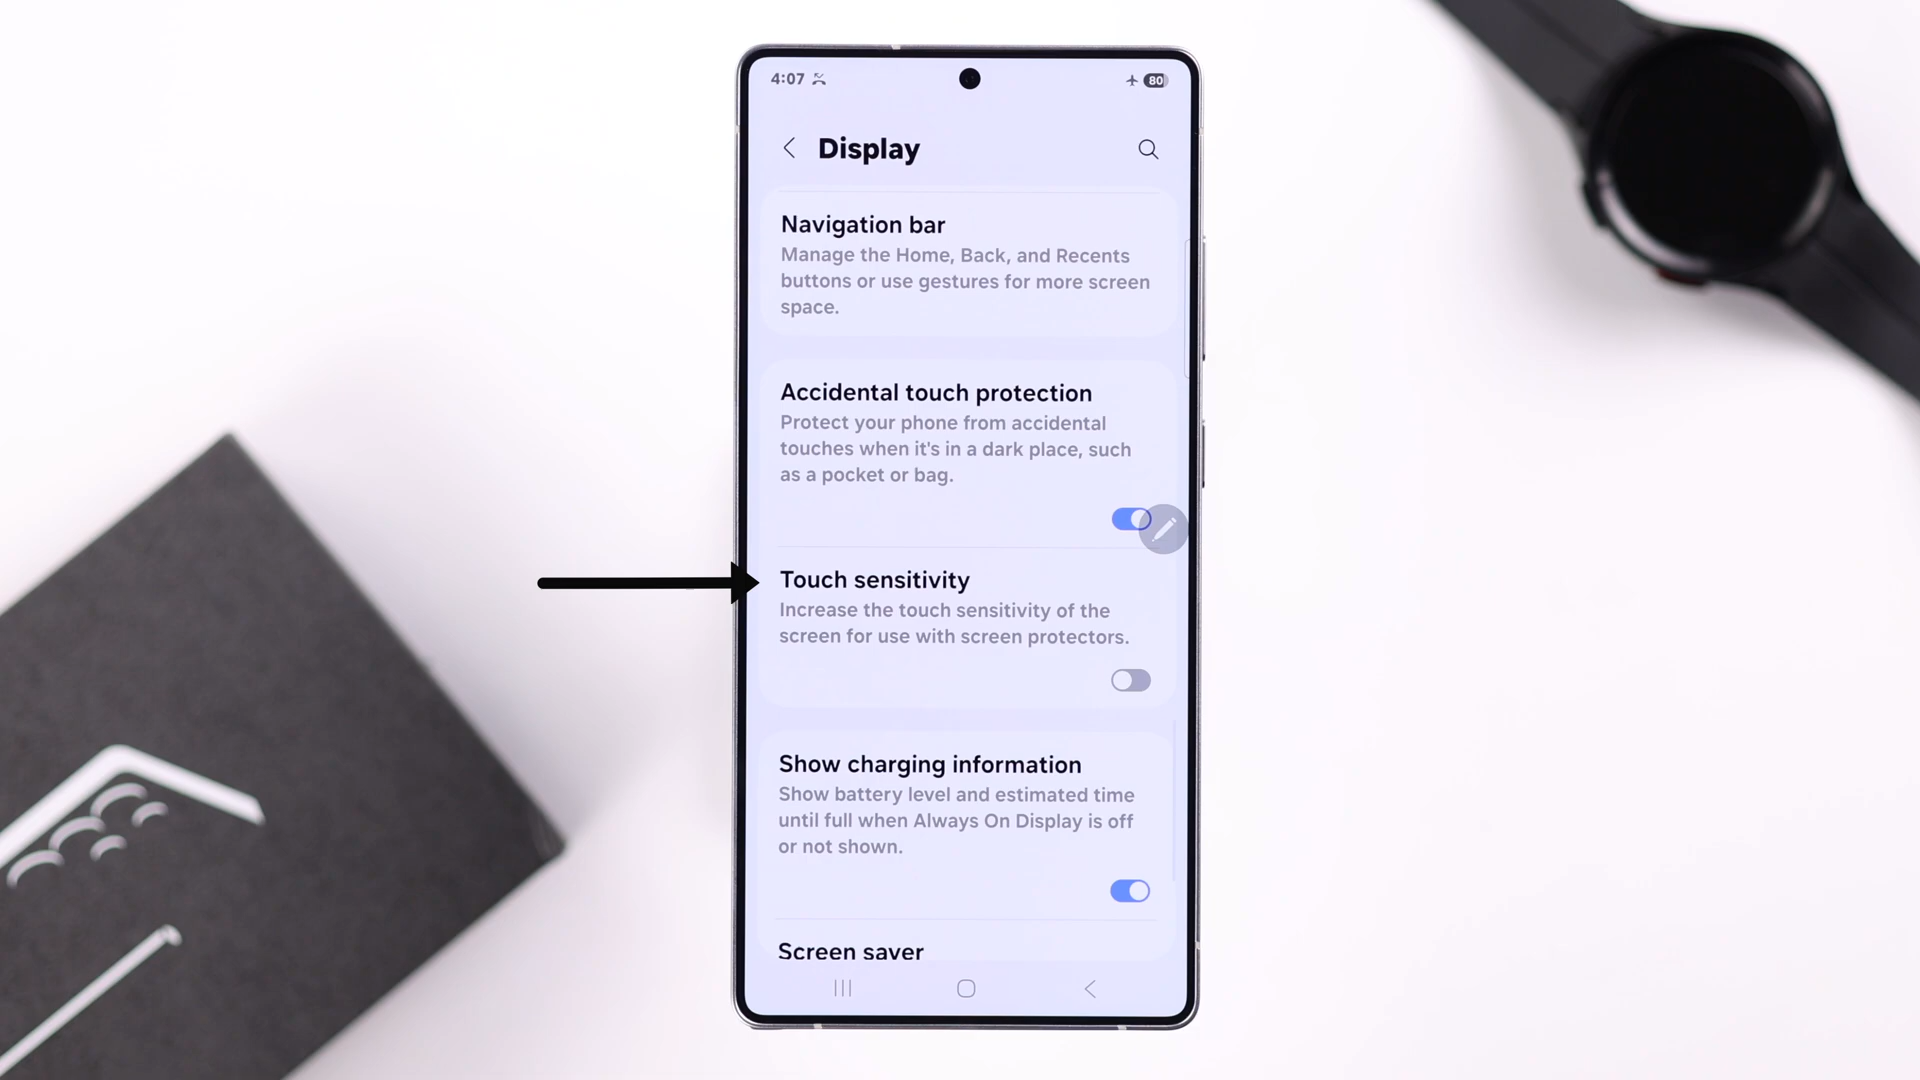 4:07
80
Display
Navigation bar
Manage the Home, Back, and Recents
buttons or use gestures for more screen
space.
Accidental touch protection
Protect your phone from accidental
touches when it's in a dark place, such
as a pocket or bag.
Touch sensitivity
Increase the touch sensitivity of the
screen for use with screen protectors.
Show charging information
Show battery level and estimated time
until full when Always On Display is off
or not shown.
Screen saver